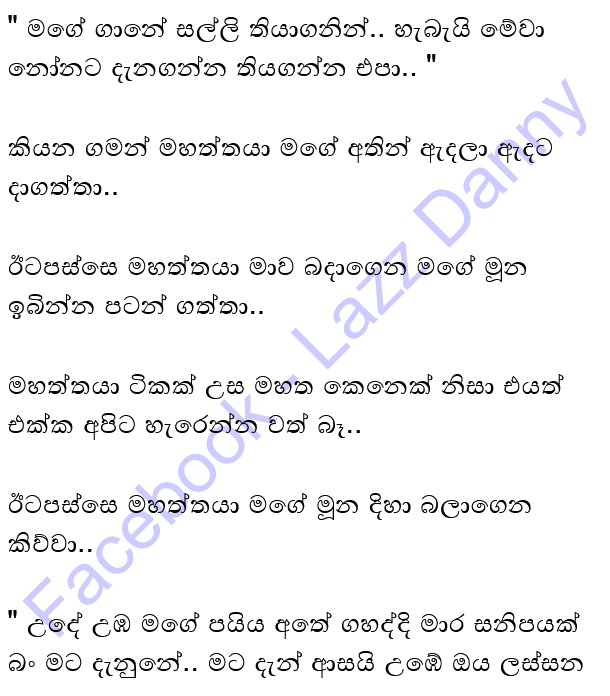 " මගේ ගානේ සල්ලි තියාගනින්.. හැබැයි මේවා
නෝනට දැනගන්න තියගන්න එපා.. "
කියන ගමන් මහත්තයා මගේ අතින් ඇදලා ඇදට
දාගත්තා..
ඊටපස්සෙ මහත්තයා මාව බදාගෙන මගේ මූන
ඉබින්න පටන් ගත්තා..
මහත්තයා ටිකක් උස මහත කෙනෙක් නිසා එයත්
එක්ක අපිට හැරෙන්න වත් බෑ..
ඊටපස්සෙ මහත්තයා මගේ මූන දිහා බලාගෙන
කිව්වා..
" උදේ උඹ මගේ පයිය අතේ ගහද්දි මාර සනිපයක්
බං මට දැනුනේ.. මට දැන් ආසයි උඹේ ඔය ලස්සන
Facebook - Lazz Danny